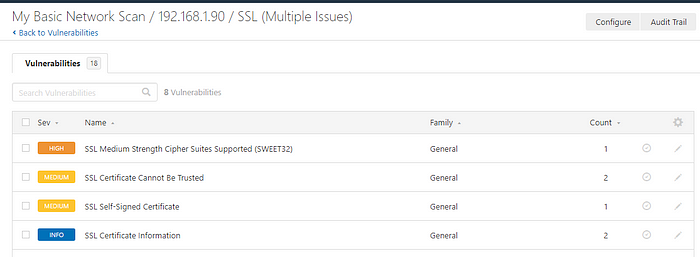 My Basic Network Scan / 192.168.1.90 / SSL (Multiple Issues)
Configure Audit Trail
Back to Vulnerabilities
Vulnerabilities 18
Search Vulnerabilities 8 Vulnerabilities
Sev Name Family Count
HIGH SSL Medium Strength Cipher Suites Supported (SWEET32) General 1
MEDIUM SSL Certificate Cannot Be Trusted General 2
MEDIUM SSL Self-Signed Certificate General 1
INFO SSL Certificate Information General 2